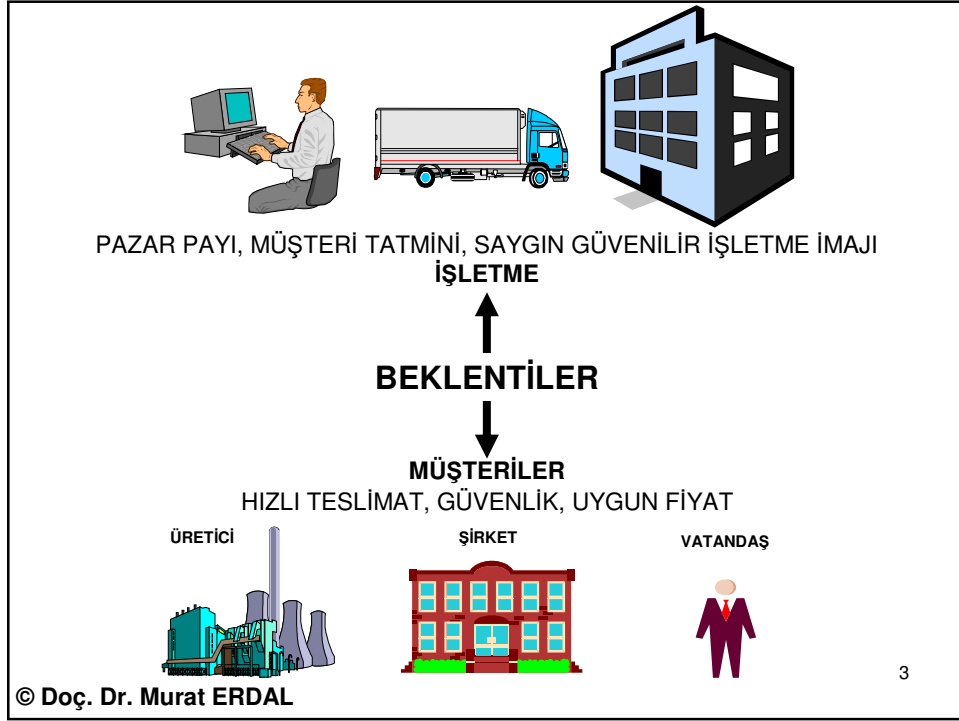 PAZAR PAYI, MÜŞTERİ TATMİNİ, SAYGIN GÜVENİLİR İŞLETME İMAJI
İŞLETME
BEKLENTİLER
MÜŞTERİLER
HIZLI TESLİMAT, GÜVENLİK, UYGUN FİYAT
ÜRETİCİ ŞİRKET VATANDAŞ
3
© Doç. Dr. Murat ERDAL